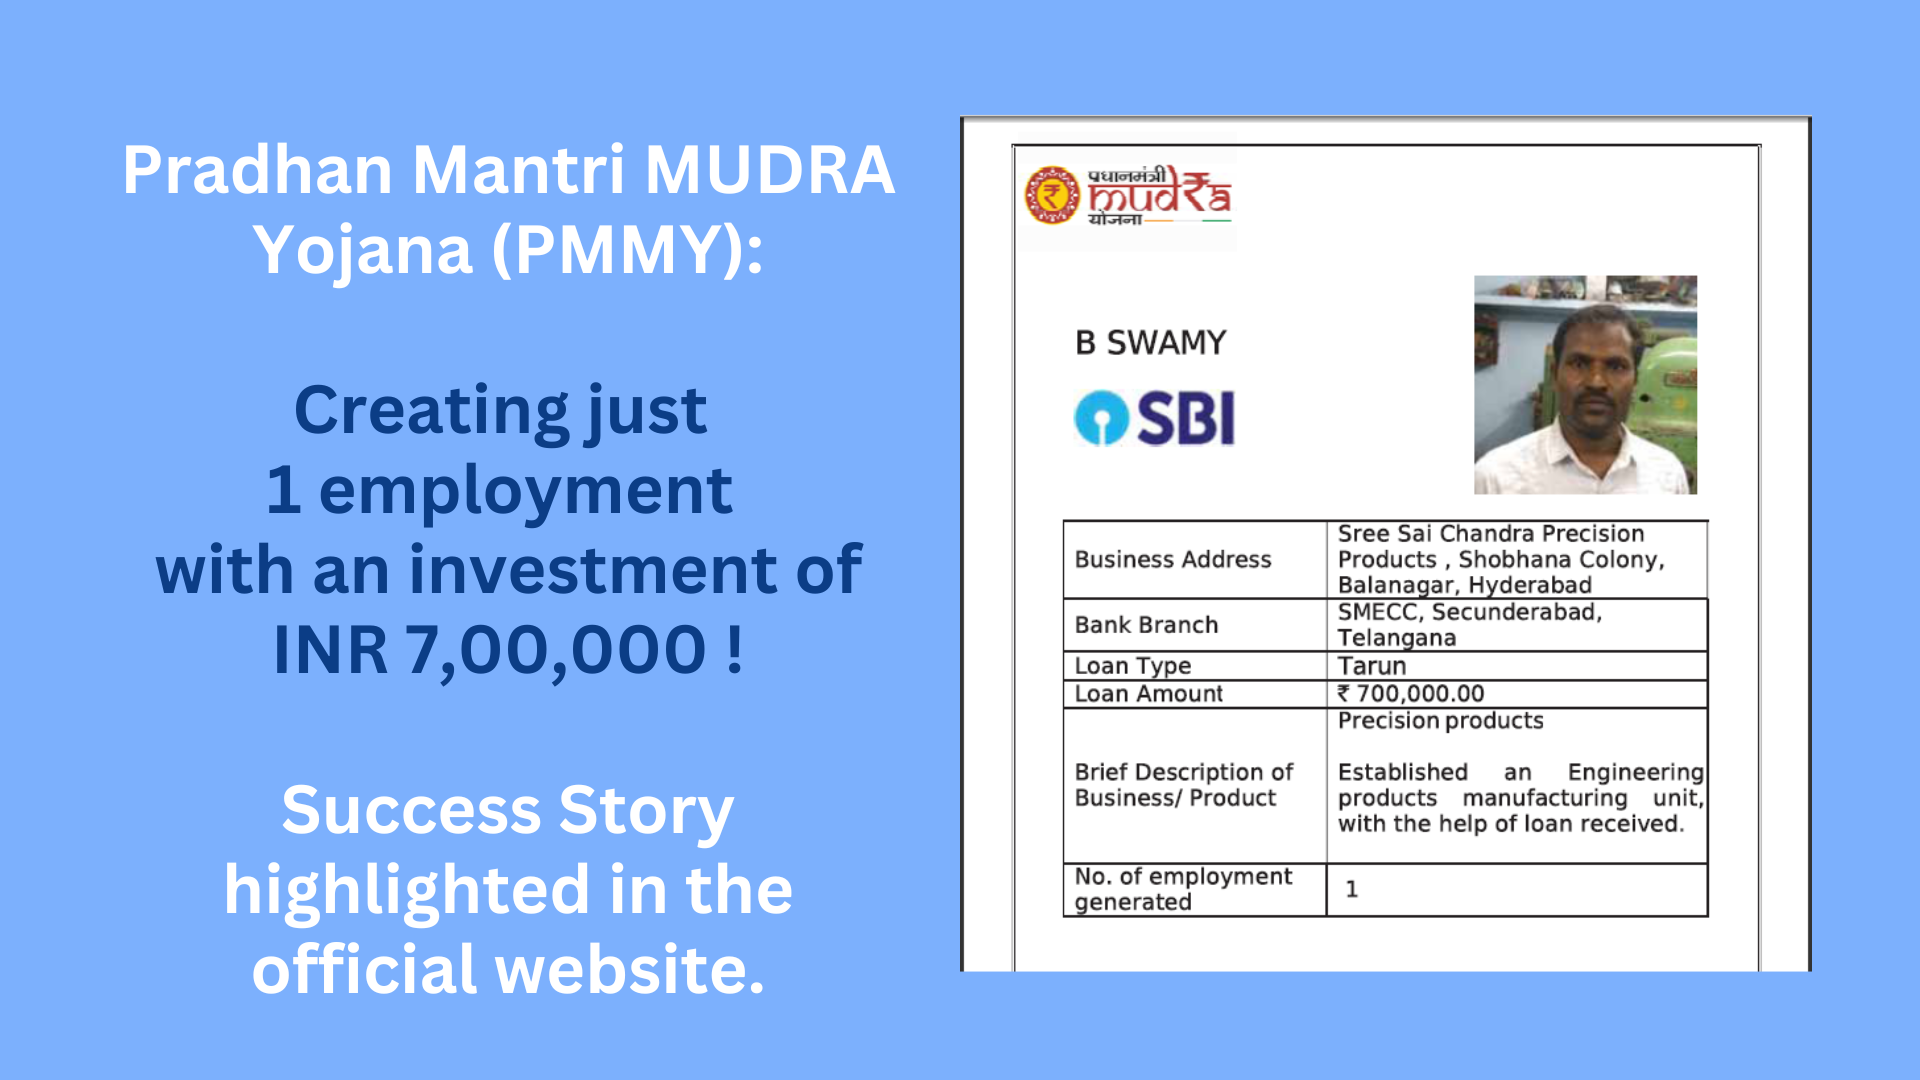 Pradhan Mantri MUDRA
Yojana (PMMY):
Creating just
1 employment
with an investment of
INR 7,00,000 !
Success Story
highlighted in the
official website.
प्रधानमंत्री
mudra
योजना
B SWAMY
SBI
Business Address
Sree Sai Chandra Precision
Products , Shobhana Colony,
Balanagar, Hyderabad
Bank Branch
SMECC, Secunderabad,
Telangana
Loan Type
Tarun
Loan Amount
₹ 700,000.00
Brief Description of
Business/ Product
Precision products
Established an Engineering
products manufacturing unit,
with the help of loan received.
No. of employment
generated
1